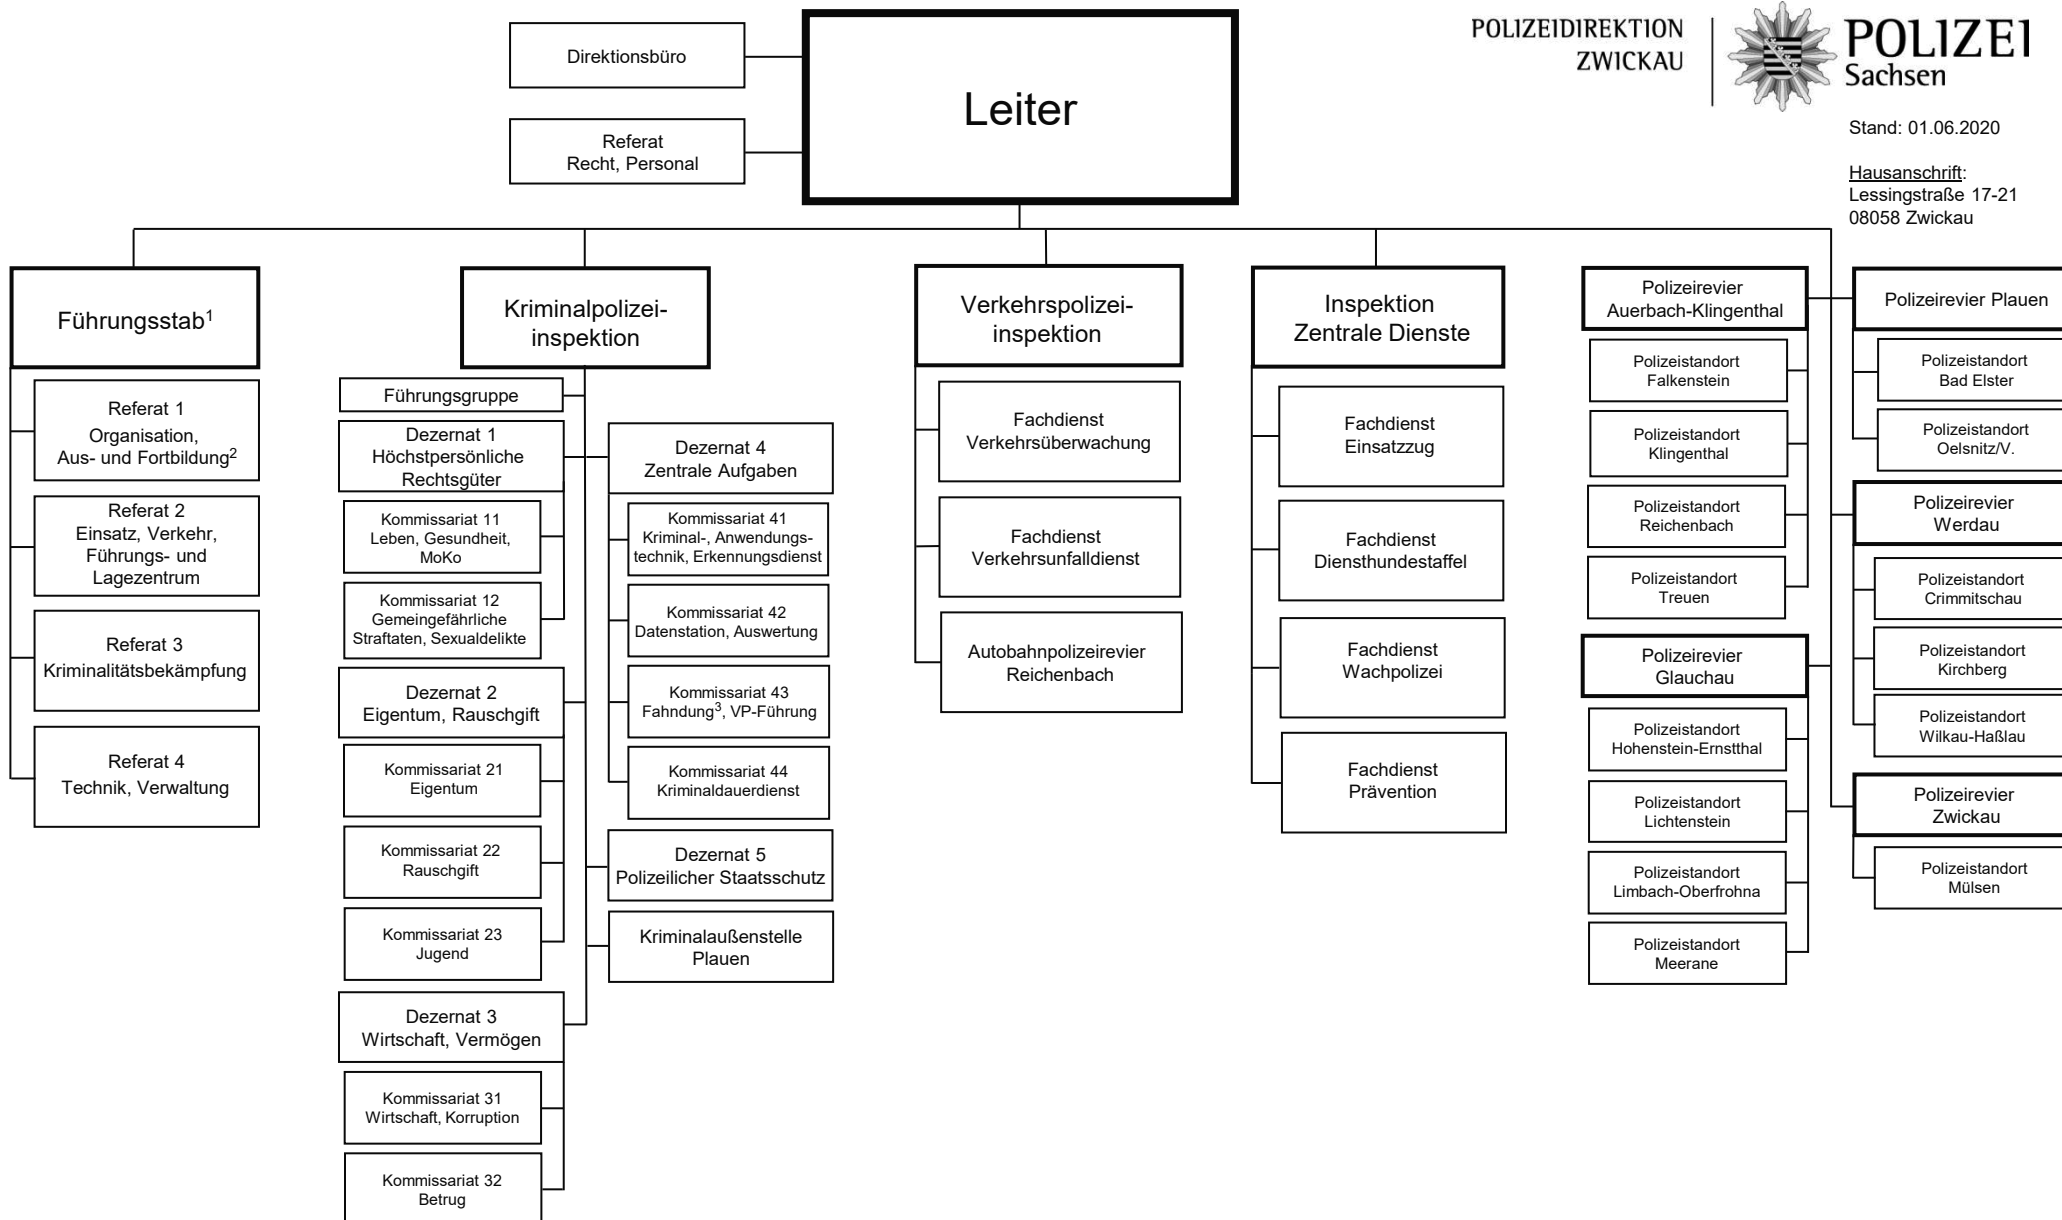 Direktionsbüro
Referat
Recht, Personal
Leiter
POLIZEIDIREKTION
ZWICKAU
POLIZEI
Sachsen
Stand: 01.06.2020
Hausanschrift:
Lessingstraße 17-21
08058 Zwickau
Führungsstab¹
Referat 1
Organisation,
Aus- und Fortbildung²
Referat 2
Einsatz, Verkehr,
Führungs- und
Lagezentrum
Referat 3
Kriminalitätsbekämpfung
Referat 4
Technik, Verwaltung
Kriminalpolizei-
inspektion
Führungsgruppe
Dezernat 1
Höchstpersönliche
Rechtsgüter
Kommissariat 11
Leben, Gesundheit,
MoKo
Kommissariat 12
Gemeingefährliche
Straftaten, Sexualdelikte
Dezernat 2
Eigentum, Rauschgift
Kommissariat 21
Eigentum
Kommissariat 22
Rauschgift
Kommissariat 23
Jugend
Dezernat 3
Wirtschaft, Vermögen
Kommissariat 31
Wirtschaft, Korruption
Kommissariat 32
Betrug
Dezernat 4
Zentrale Aufgaben
Kommissariat 41
Kriminal-, Anwendungs-
technik, Erkennungsdienst
Kommissariat 42
Datenstation, Auswertung
Kommissariat 43
Fahndung³, VP-Führung
Kommissariat 44
Kriminaldauerdienst
Dezernat 5
Polizeilicher Staatsschutz
Kriminalaußenstelle
Plauen
Verkehrspolizei-
inspektion
Fachdienst
Verkehrsüberwachung
Fachdienst
Verkehrsunfalldienst
Autobahnpolizeirevier
Reichenbach
Inspektion
Zentrale Dienste
Fachdienst
Einsatzzug
Fachdienst
Diensthundestaffel
Fachdienst
Wachpolizei
Fachdienst
Prävention
Polizeirevier
Auerbach-Klingenthal
Polizeistandort
Falkenstein
Polizeistandort
Klingenthal
Polizeistandort
Reichenbach
Polizeistandort
Treuen
Polizeirevier
Glauchau
Polizeistandort
Hohenstein-Ernstthal
Polizeistandort
Lichtenstein
Polizeistandort
Limbach-Oberfrohna
Polizeistandort
Meerane
Polizeirevier Plauen
Polizeistandort
Bad Elster
Polizeistandort
Oelsnitz/V.
Polizeirevier
Werdau
Polizeistandort
Crimmitschau
Polizeistandort
Kirchberg
Polizeistandort
Wilkau-Haßlau
Polizeirevier
Zwickau
Polizeistandort
Mülsen